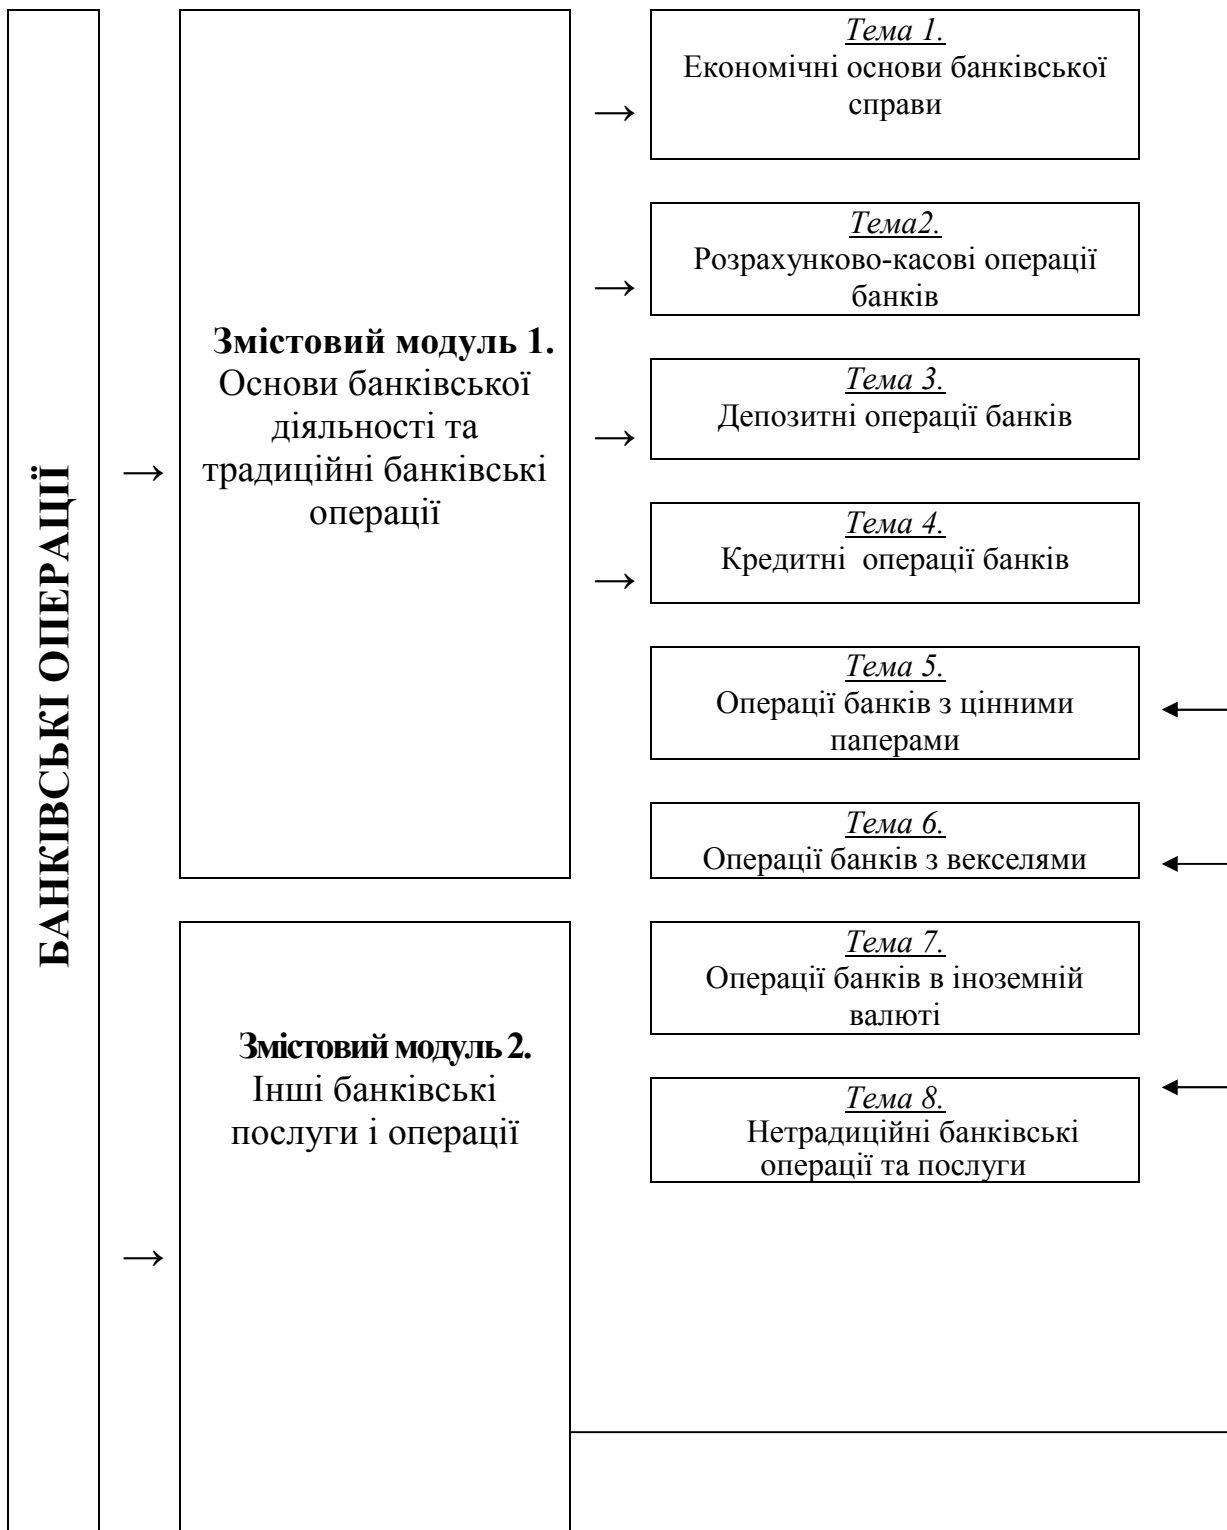 БАНКІВСЬКІ ОПЕРАЦІЇ
Змістовий модуль 1.
Основи банківської
діяльності та
традиційні банківські
операції
Тема 1.
Економічні основи банківської
справи
Тема2.
Розрахунково-касові операції
банків
Тема 3.
Депозитні операції банків
Тема 4.
Кредитні операції банків
Тема 5.
Операції банків з цінними
паперами
Тема 6.
Операції банків з векселями
Змістовий модуль 2.
Інші банківські
послуги і операції
Тема 7.
Операції банків в іноземній
валюті
Тема 8.
Нетрадиційні банківські
операції та послуги